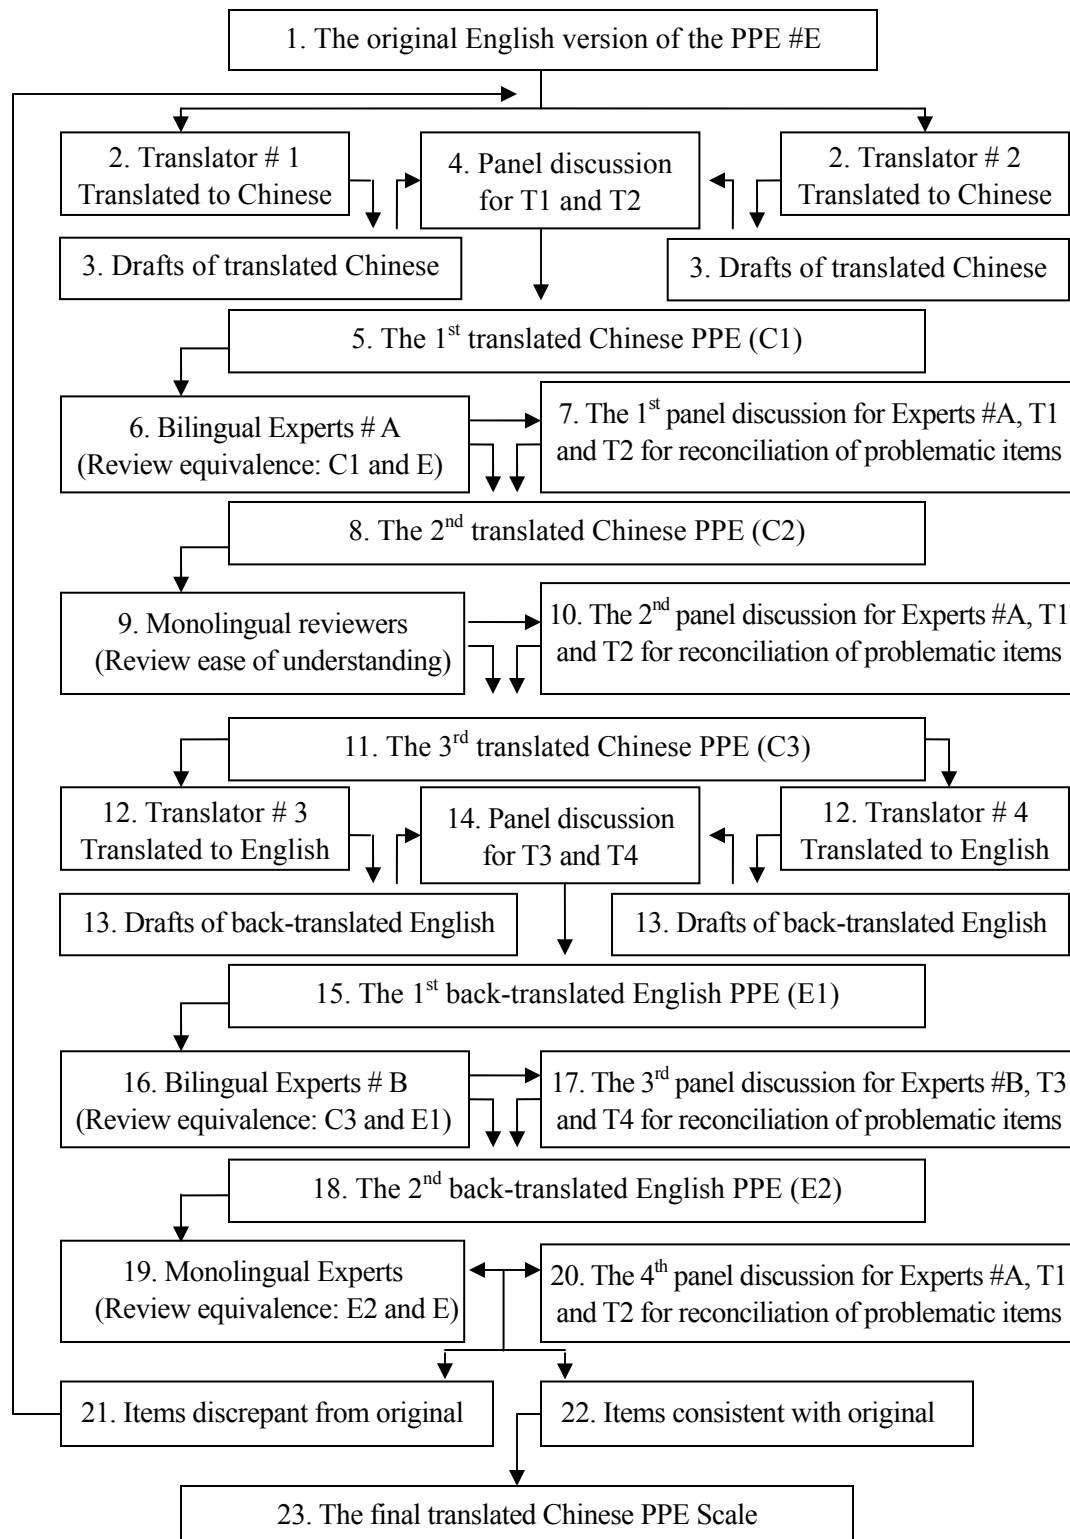 1. The original English version of the PPE #E
2. Translator # 1
Translated to Chinese
4. Panel discussion
for T1 and T2
2. Translator # 2
Translated to Chinese
3. Drafts of translated Chinese
3. Drafts of translated Chinese
5. The 1st translated Chinese PPE (C1)
6. Bilingual Experts # A
(Review equivalence: C1 and E)
7. The 1st panel discussion for Experts #A, T1
and T2 for reconciliation of problematic items
8. The 2nd translated Chinese PPE (C2)
9. Monolingual reviewers
(Review ease of understanding)
10. The 2nd panel discussion for Experts #A, T1
and T2 for reconciliation of problematic items
11. The 3rd translated Chinese PPE (C3)
12. Translator # 3
Translated to English
14. Panel discussion
for T3 and T4
12. Translator # 4
Translated to English
13. Drafts of back-translated English
13. Drafts of back-translated English
15. The 1st back-translated English PPE (E1)
16. Bilingual Experts # B
(Review equivalence: C3 and E1)
17. The 3rd panel discussion for Experts #B, T3
and T4 for reconciliation of problematic items
18. The 2nd back-translated English PPE (E2)
19. Monolingual Experts
(Review equivalence: E2 and E)
20. The 4th panel discussion for Experts #A, T1
and T2 for reconciliation of problematic items
21. Items discrepant from original
22. Items consistent with original
23. The final translated Chinese PPE Scale